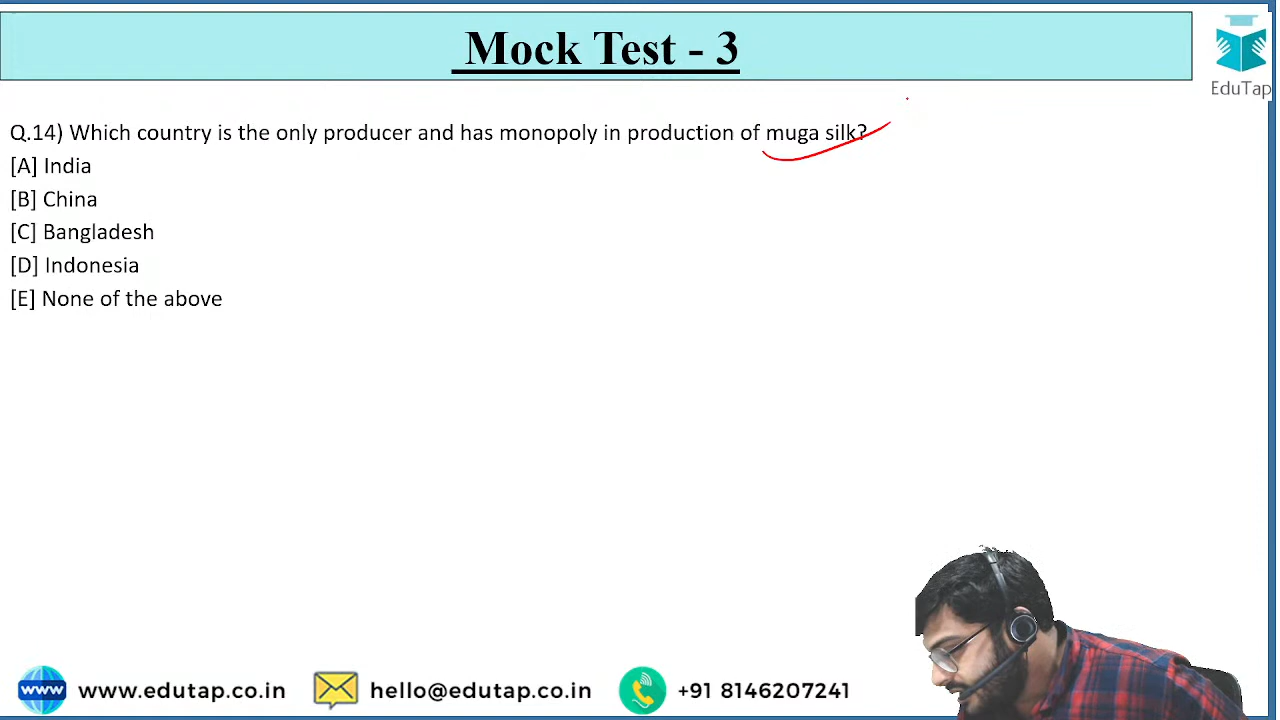 Mock Test - 3
EduTap
Q.14) Which country is the only producer and has monopoly in production of muga silk?
[A] India
[B] China
[C] Bangladesh
[D] Indonesia
[E] None of the above
www www.edutap.co.in hello@edutap.co.in +91 8146207241